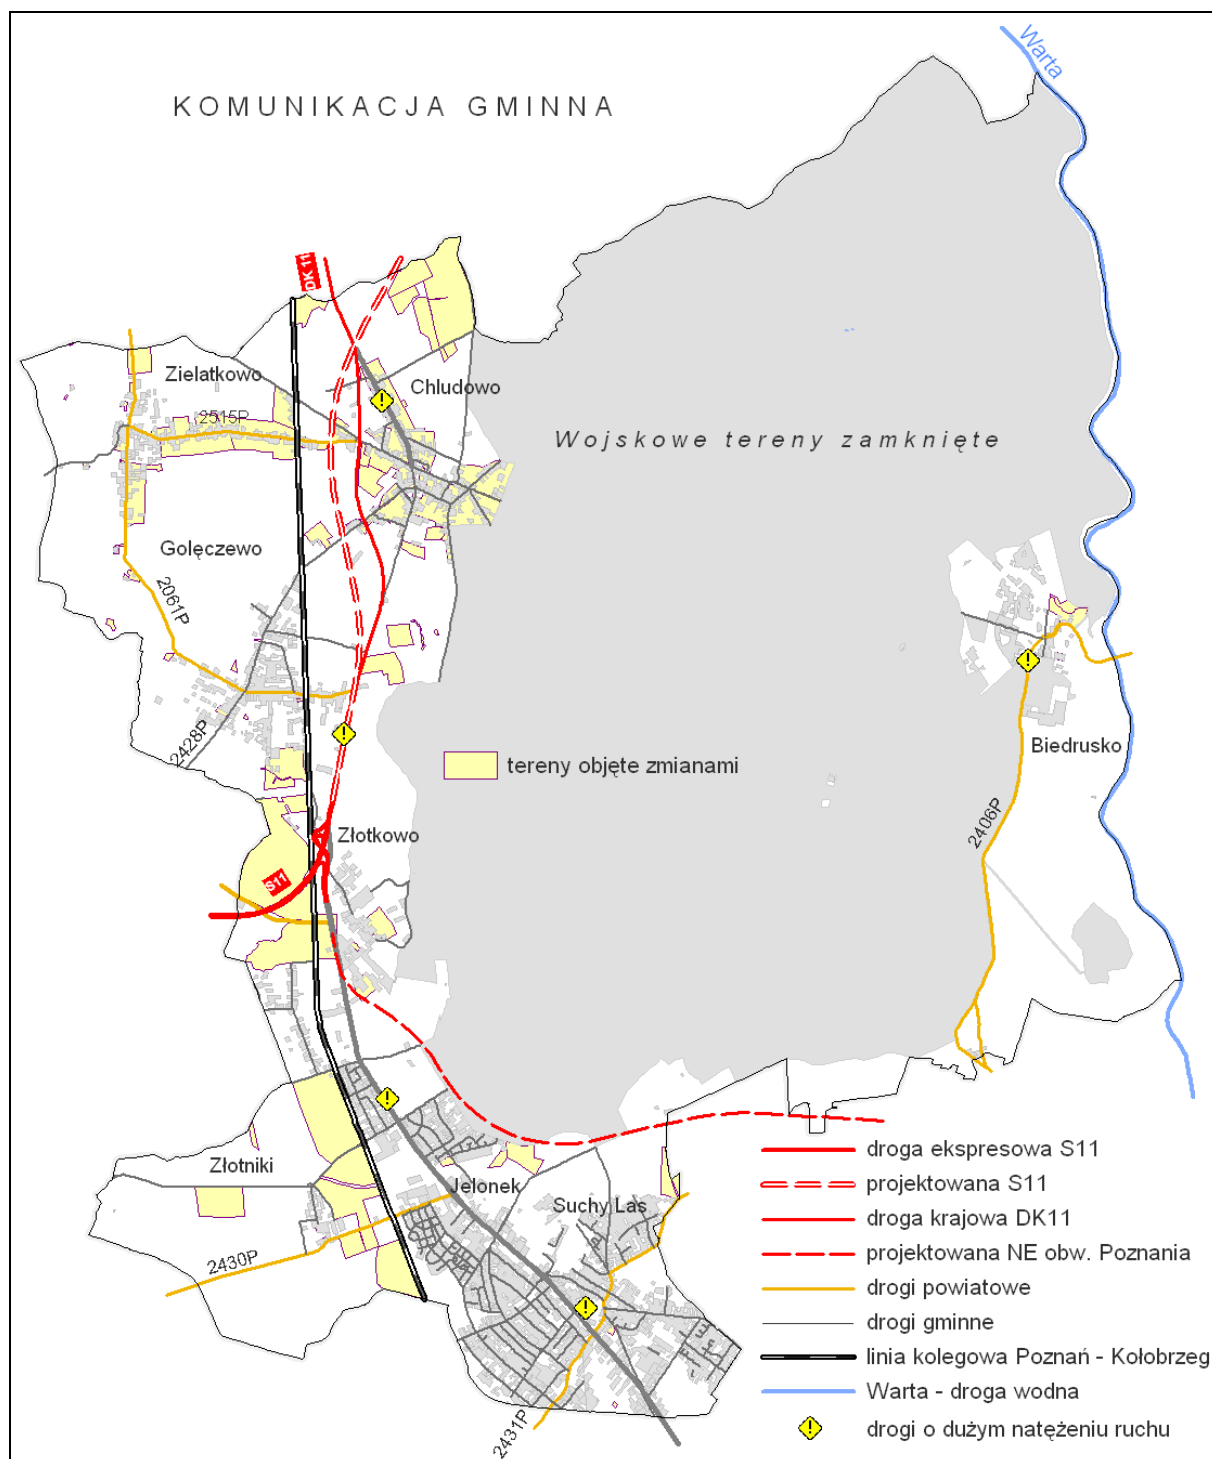 Warta
KOMUNIKACJA GMINNA
DK 11
Zielatkowo
Chludowo
2515P
Wojskowe tereny zamknięte
Golęczewo
2061P
2428P
Biedrusko
tereny objęte zmianami
2406P
Złotkowo
S11
Złotniki
Jelonek
Suchy Las
2430P
2431P
droga ekspresowa S11
projektowana S11
droga krajowa DK11
projektowana NE obw. Poznania
drogi powiatowe
drogi gminne
linia kolegowa Poznań - Kołobrzeg
Warta - droga wodna
drogi o dużym natężeniu ruchu